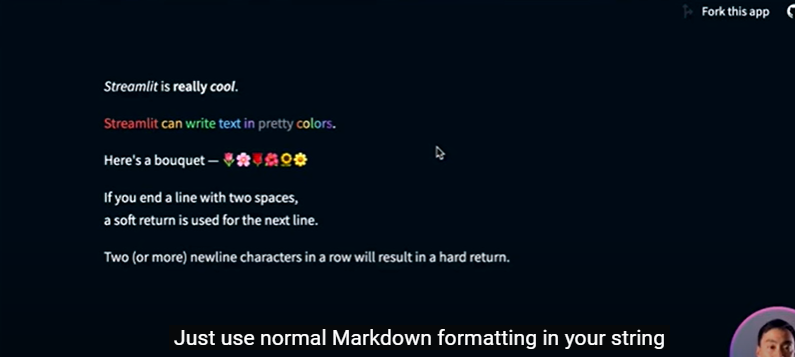 Fork this app
Streamlit is really cool.
Streamlit can write text in pretty colors.
Here's a bouquet — 🌷🌸🌹🌺🌻🌼
If you end a line with two spaces,
a soft return is used for the next line.
Two (or more) newline characters in a row will result in a hard return.
Just use normal Markdown formatting in your string